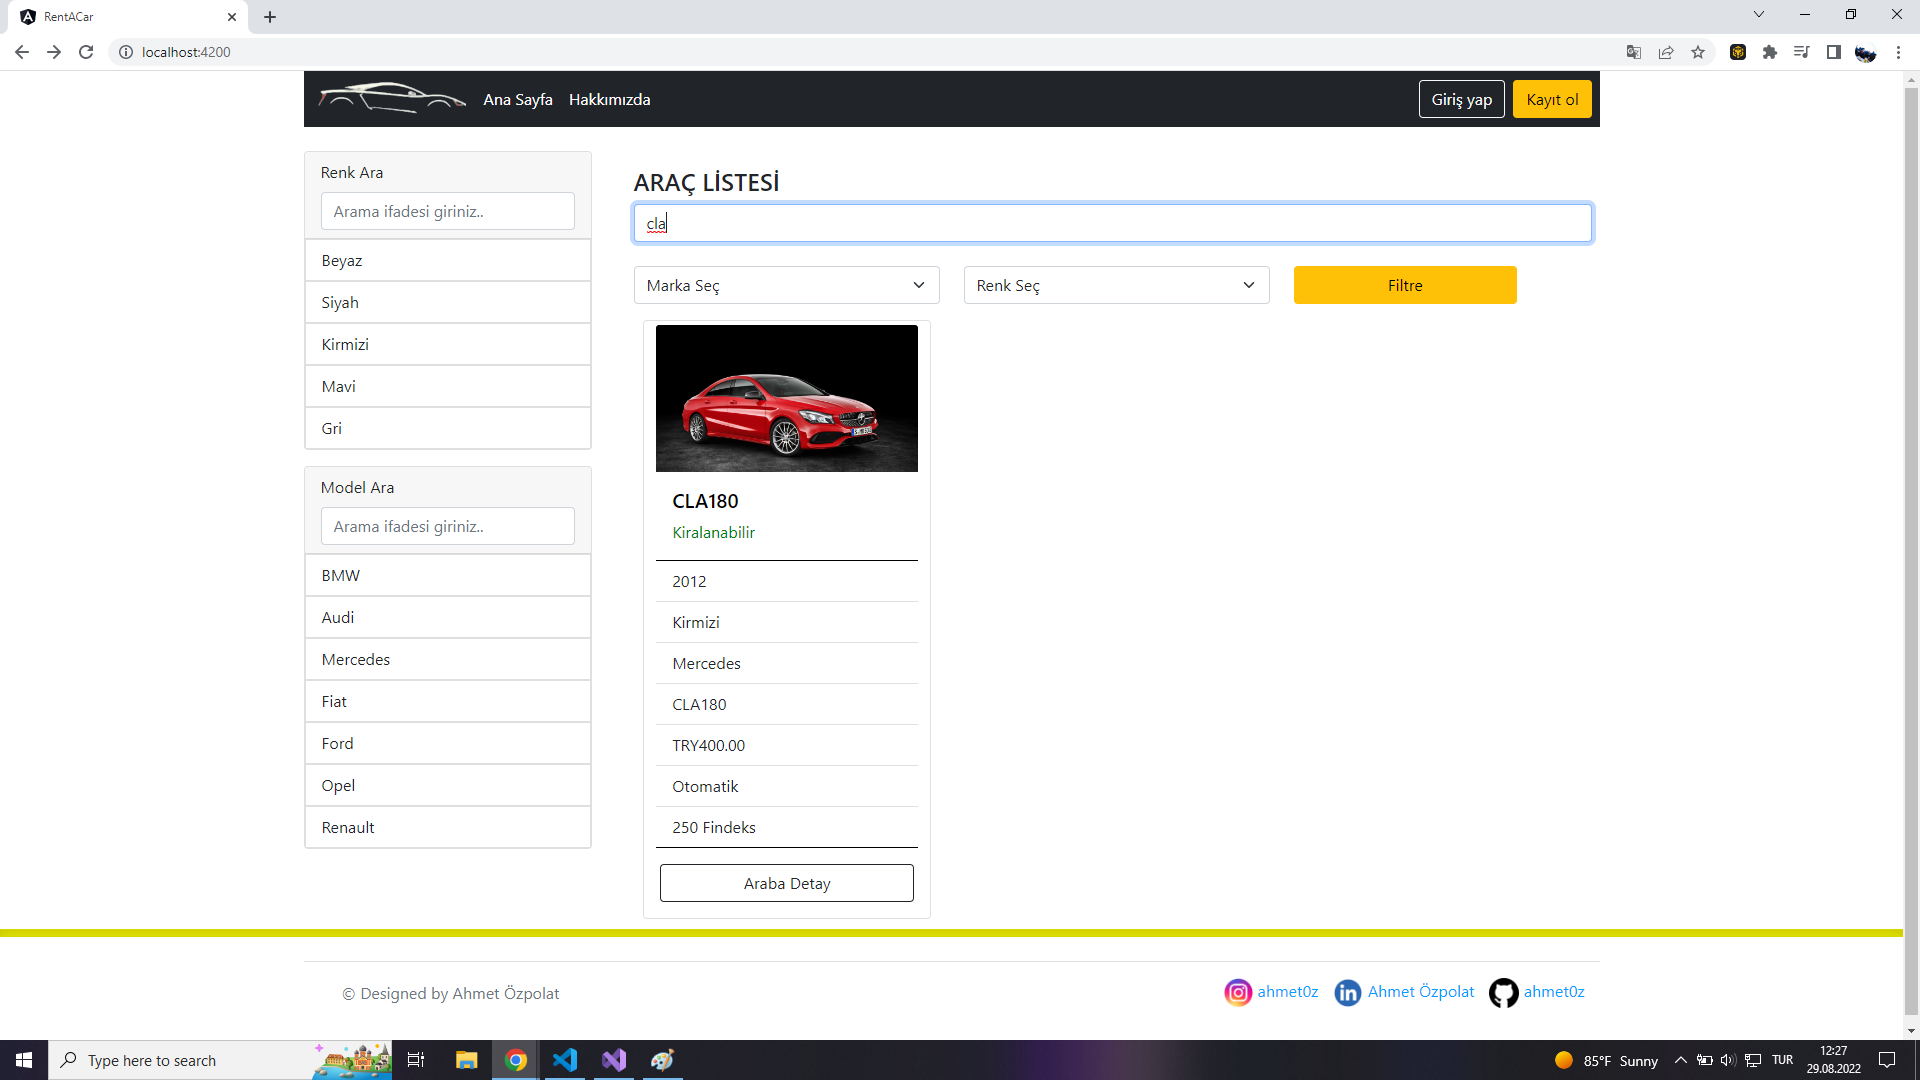 RentACar
localhost:4200
Ana Sayfa Hakkımızda Giriş yap Kayıt ol
Renk Ara
Arama ifadesi giriniz..
Beyaz
Siyah
Kirmizi
Mavi
Gri
Model Ara
Arama ifadesi giriniz..
BMW
Audi
Mercedes
Fiat
Ford
Opel
Renault
ARAÇ LİSTESİ
cla
Marka Seç Renk Seç Filtre
CLA180
Kiralanabilir
2012
Kirmizi
Mercedes
CLA180
TRY400.00
Otomatik
250 Findeks
Araba Detay
© Designed by Ahmet Özpolat ahmet0z Ahmet Özpolat ahmet0z
Type here to search 85°F Sunny TUR 12:27
29.08.2022